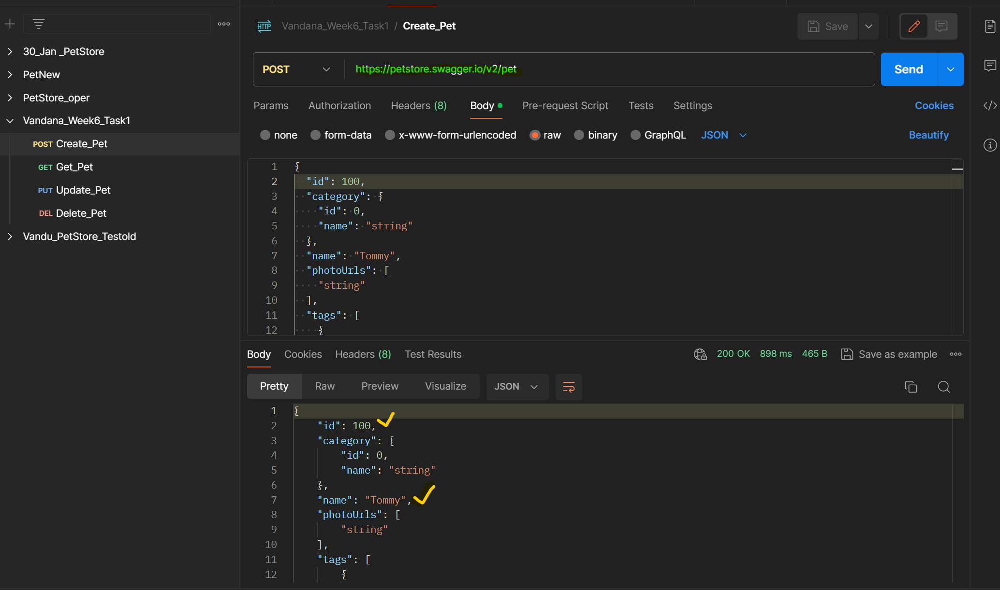 HTTP Vandana_Week6_Task1 / Create_Pet Save
30_Jan _PetStore
PetNew
PetStore_oper
Vandana_Week6_Task1
POST Create_Pet
GET Get_Pet
PUT Update_Pet
DEL Delete_Pet
Vandu_PetStore_Testold
POST https://petstore.swagger.io/v2/pet Send
Params Authorization Headers (8) Body Pre-request Script Tests Settings Cookies
none form-data x-www-form-urlencoded raw binary GraphQL JSON Beautify
1 {
2 "id": 100,
3 "category": {
4 "id": 0,
5 "name": "string"
6 },
7 "name": "Tommy",
8 "photoUrls": [
9 "string"
10 ],
11 "tags": [
12 {
Body Cookies Headers (8) Test Results 200 OK 898 ms 465 B Save as example
Pretty Raw Preview Visualize JSON
1 {
2 "id": 100,
3 "category": {
4 "id": 0,
5 "name": "string"
6 },
7 "name": "Tommy",
8 "photoUrls": [
9 "string"
10 ],
11 "tags": [
12 {